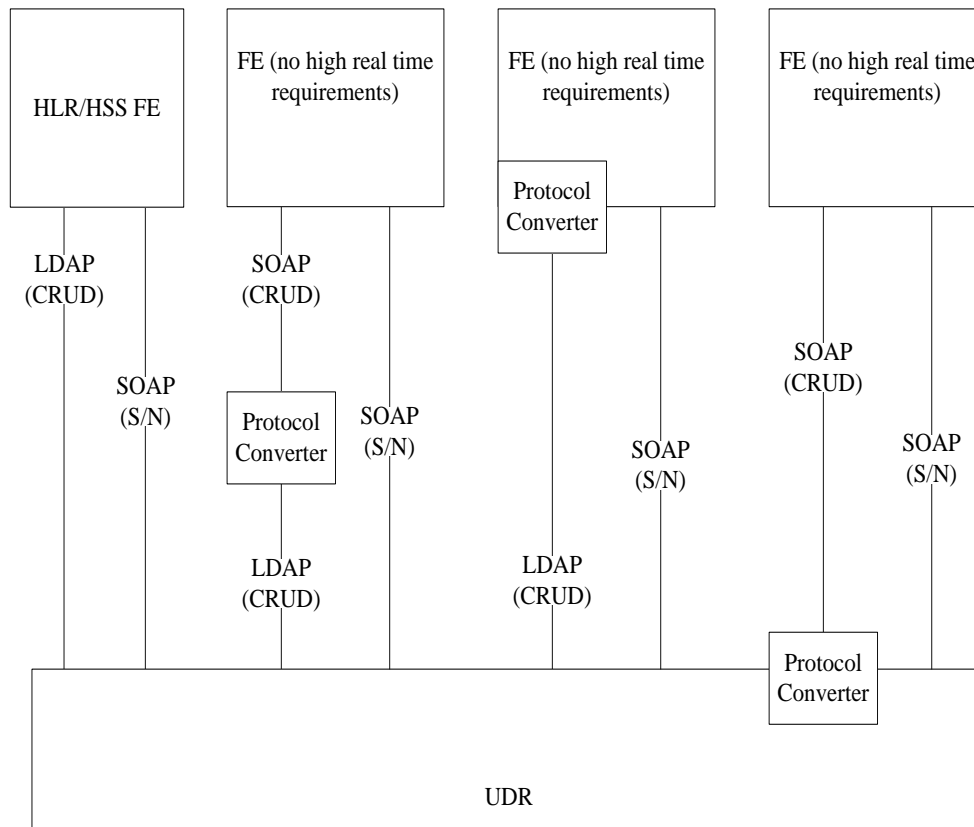 HLR/HSS FE
FE (no high real time
requirements)
FE (no high real time
requirements)
FE (no high real time
requirements)
Protocol
Converter
LDAP
(CRUD)
SOAP
(CRUD)
SOAP
(CRUD)
SOAP
(S/N)
Protocol
Converter
SOAP
(S/N)
SOAP
(S/N)
SOAP
(S/N)
LDAP
(CRUD)
LDAP
(CRUD)
Protocol
Converter
UDR